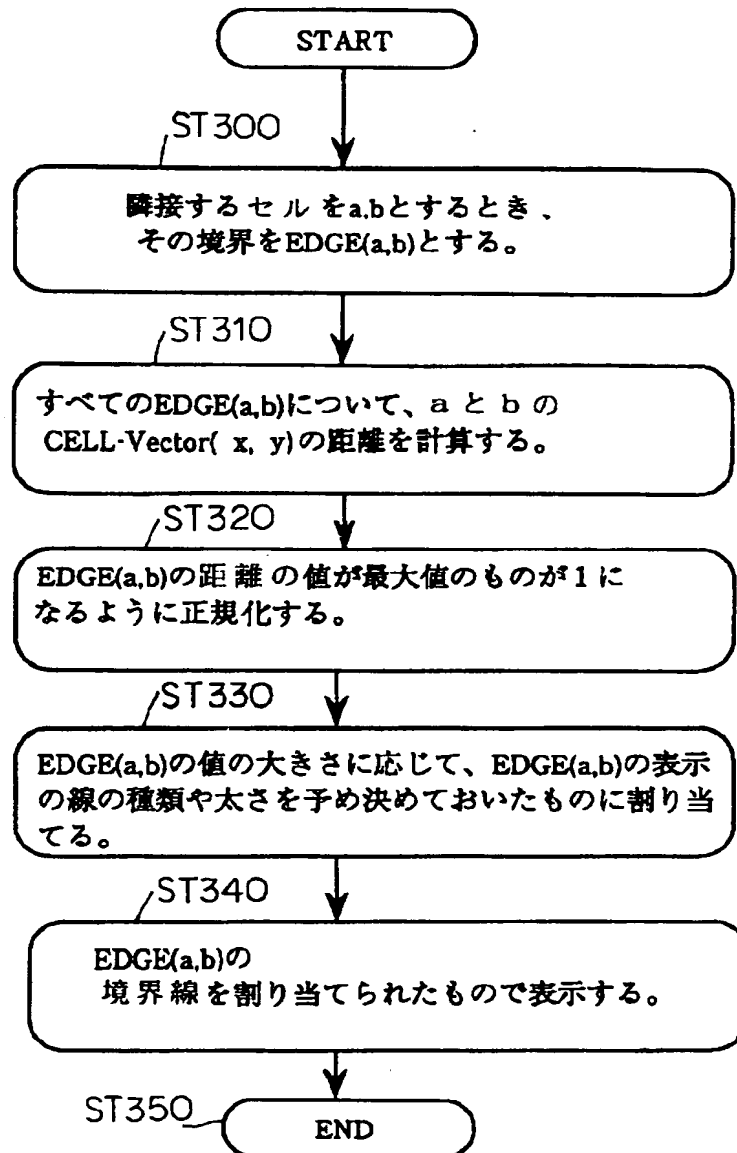 START
ST300
隣接するセルをa,bとするとき、
その境界をEDGE(a,b)とする。
ST310
すべてのEDGE(a,b)について、aとbの
CELL-Vector( x, y)の距離を計算する。
ST320
EDGE(a,b)の距離の値が最大値のものが1に
なるように正規化する。
ST330
EDGE(a,b)の値の大きさに応じて、EDGE(a,b)の表示
の線の種類や太さを予め決めておいたものに割り当
てる。
ST340
EDGE(a,b)の
境界線を割り当てられたもので表示する。
ST350
END